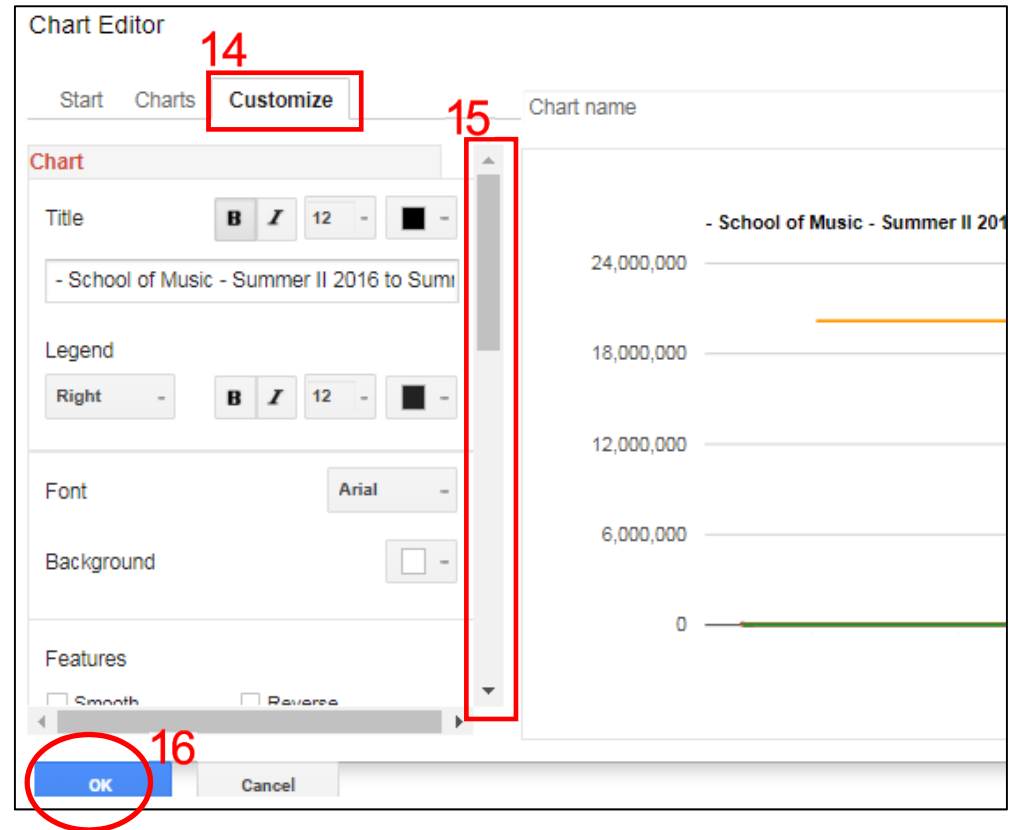 Chart Editor
14
Start Charts Customize
15
Chart name
Chart
Title B I 12
- School of Music - Summer II 2016 to Sum
Legend
Right B I 12
Font Arial
Background
Features
Smooth Reverse
16
OK Cancel
- School of Music - Summer II 201
24,000,000
18,000,000
12,000,000
6,000,000
0